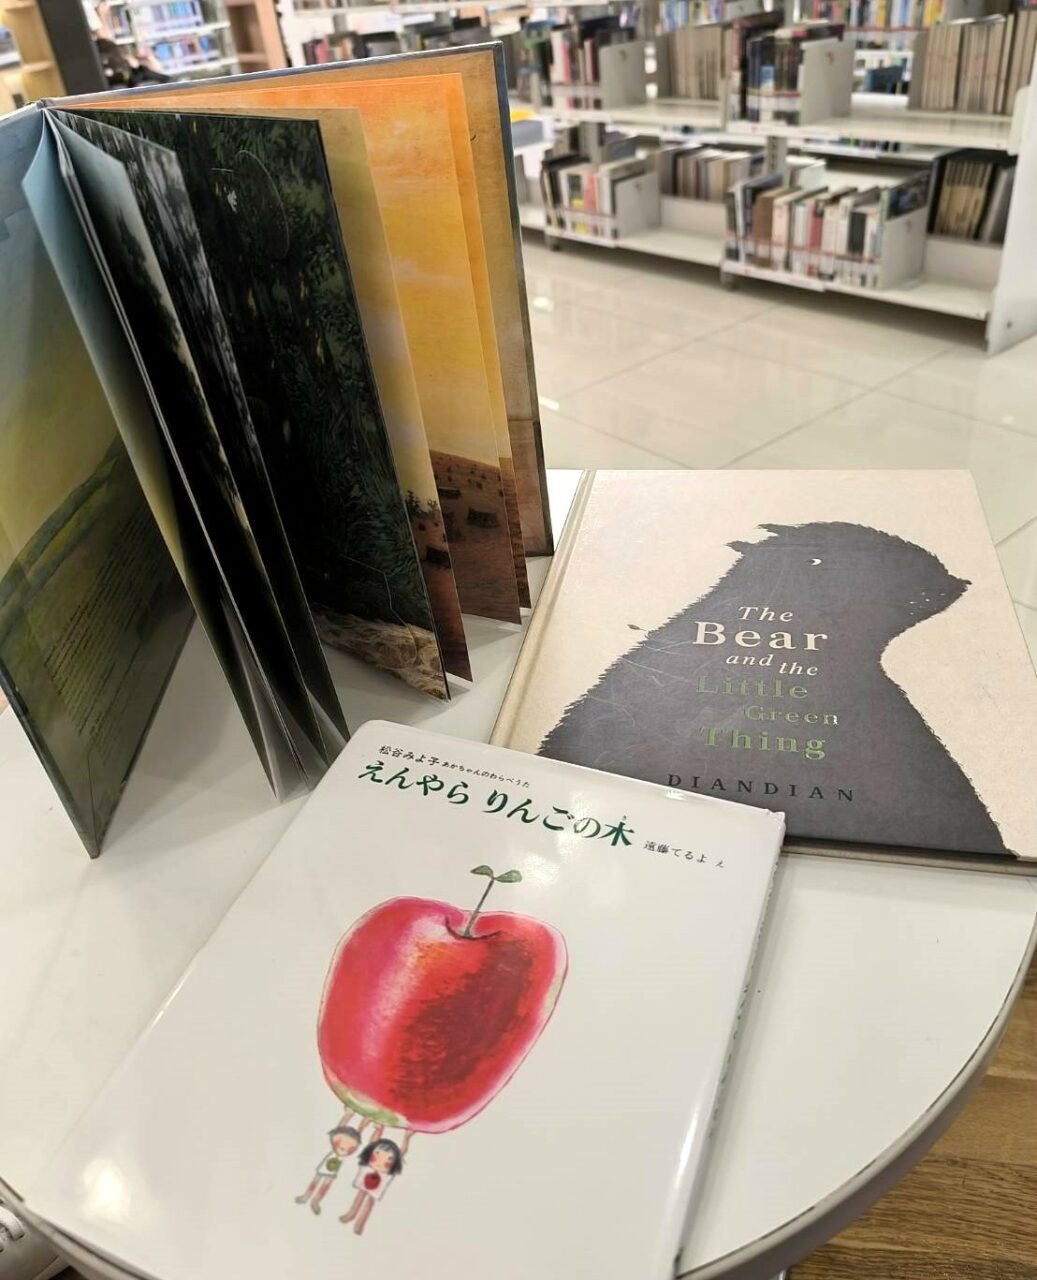 The
Bear
and the
Little
Green
Thing
DIANDIAN
松谷みよ子 あかちゃんのわらべうた
えんやら りんごの木
遠藤てるよ え